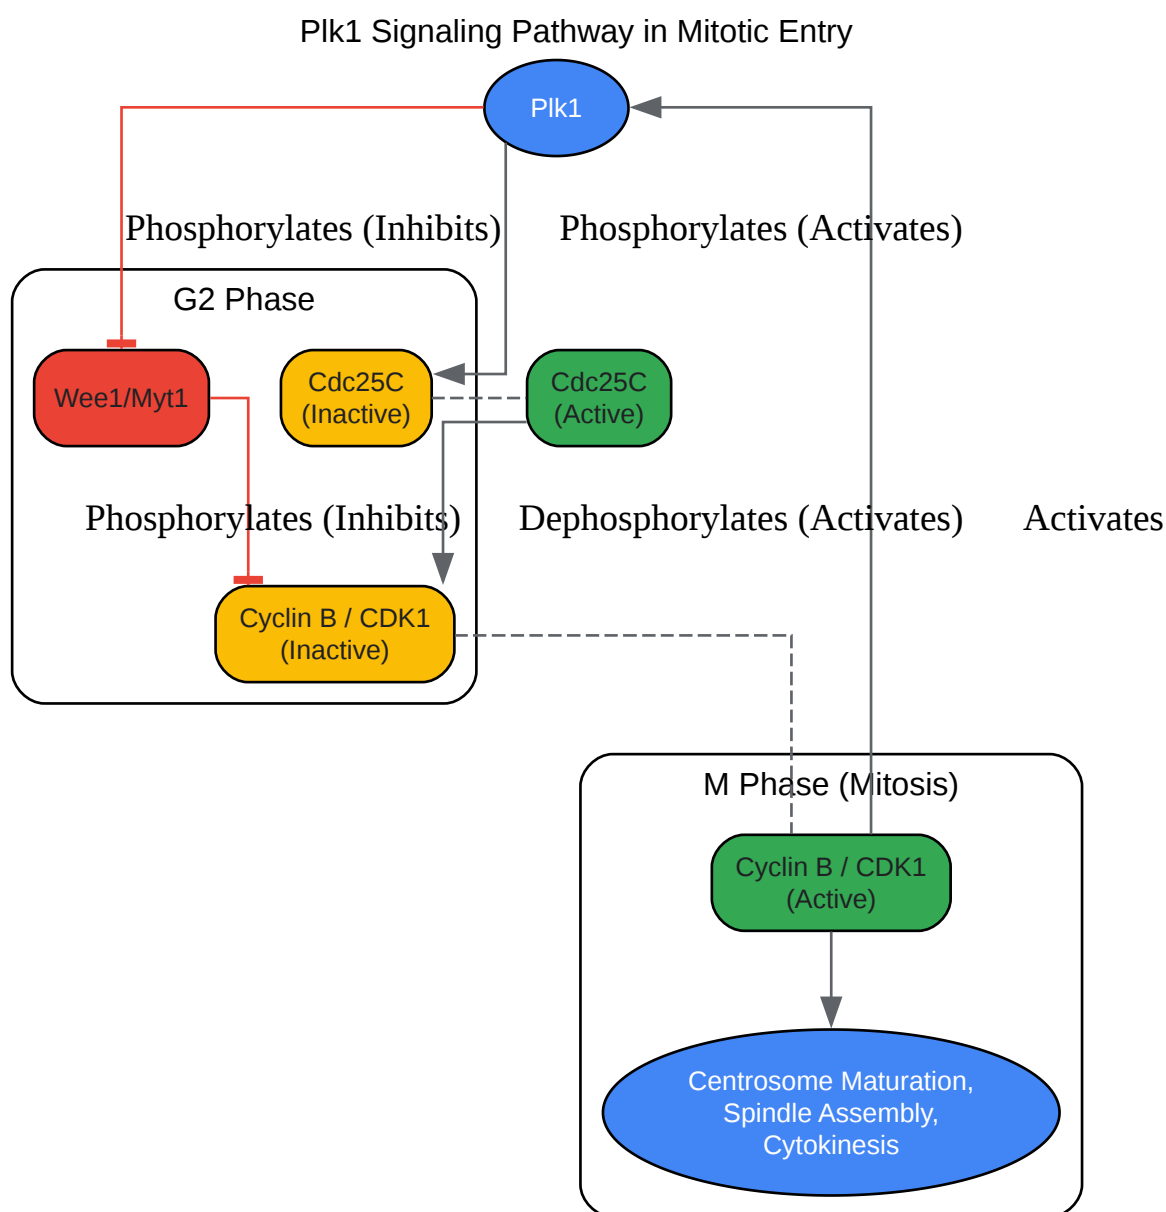 Plk1 Signaling Pathway in Mitotic Entry
Plk1
Phosphorylates (Inhibits)
Phosphorylates (Activates)
G2 Phase
Wee1/Myt1
Cdc25C
(Inactive)
Cdc25C
(Active)
Phosphorylates (Inhibits)
Dephosphorylates (Activates)
Activates
Cyclin B / CDK1
(Inactive)
M Phase (Mitosis)
Cyclin B / CDK1
(Active)
Centrosome Maturation,
Spindle Assembly,
Cytokinesis